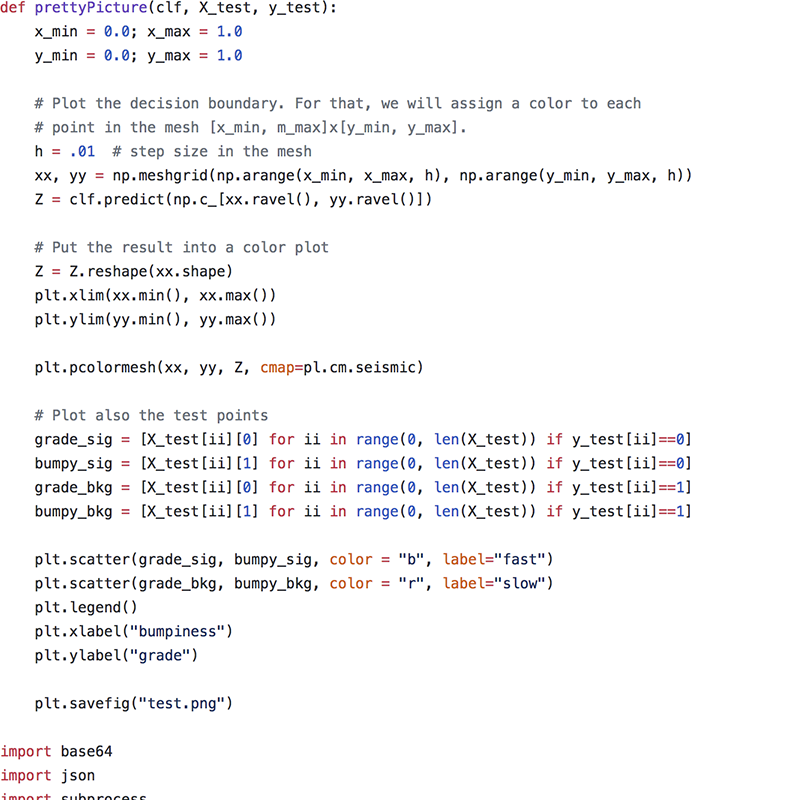 def prettyPicture(clf, X_test, y_test):
    x_min = 0.0; x_max = 1.0
    y_min = 0.0; y_max = 1.0

    # Plot the decision boundary. For that, we will assign a color to each
    # point in the mesh [x_min, m_max]x[y_min, y_max].
    h = .01  # step size in the mesh
    xx, yy = np.meshgrid(np.arange(x_min, x_max, h), np.arange(y_min, y_max, h))
    Z = clf.predict(np.c_[xx.ravel(), yy.ravel()])

    # Put the result into a color plot
    Z = Z.reshape(xx.shape)
    plt.xlim(xx.min(), xx.max())
    plt.ylim(yy.min(), yy.max())

    plt.pcolormesh(xx, yy, Z, cmap=pl.cm.seismic)

    # Plot also the test points
    grade_sig = [X_test[ii][0] for ii in range(0, len(X_test)) if y_test[ii]==0]
    bumpy_sig = [X_test[ii][1] for ii in range(0, len(X_test)) if y_test[ii]==0]
    grade_bkg = [X_test[ii][0] for ii in range(0, len(X_test)) if y_test[ii]==1]
    bumpy_bkg = [X_test[ii][1] for ii in range(0, len(X_test)) if y_test[ii]==1]

    plt.scatter(grade_sig, bumpy_sig, color = "b", label="fast")
    plt.scatter(grade_bkg, bumpy_bkg, color = "r", label="slow")
    plt.legend()
    plt.xlabel("bumpiness")
    plt.ylabel("grade")

    plt.savefig("test.png")

import base64
import json
import subprocess